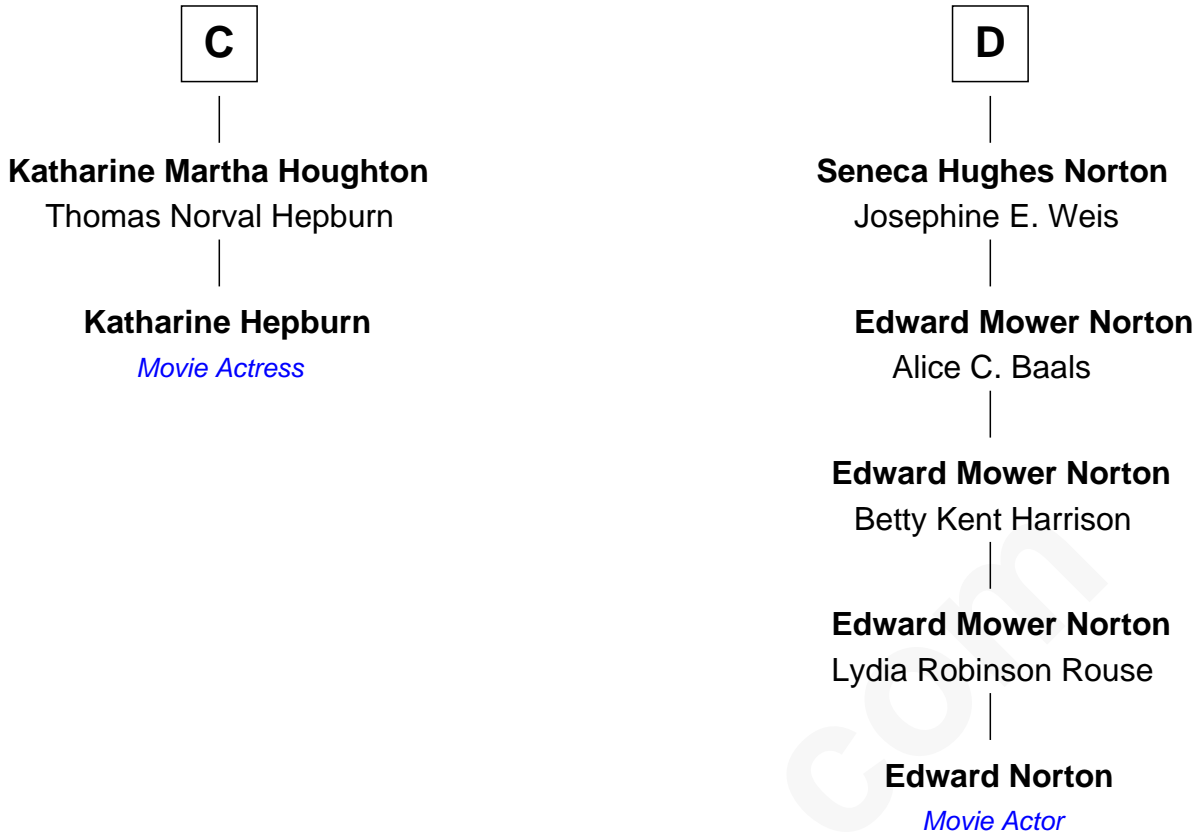 C
Katharine Martha Houghton
Thomas Norval Hepburn
Katharine Hepburn
Movie Actress
D
Seneca Hughes Norton
Josephine E. Weis
Edward Mower Norton
Alice C. Baals
Edward Mower Norton
Betty Kent Harrison
Edward Mower Norton
Lydia Robinson Rouse
Edward Norton
Movie Actor
com